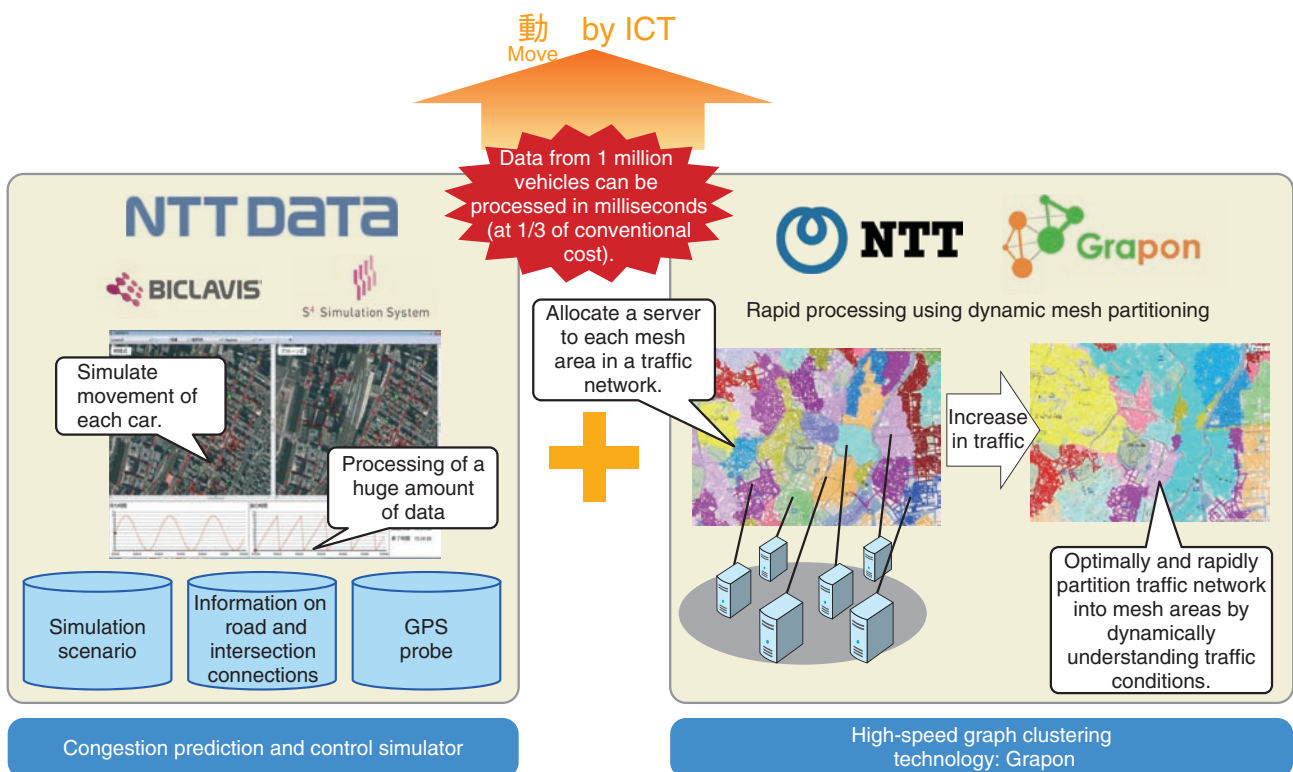 動 by ICT
Move
Data from 1 million
vehicles can be
processed in milliseconds
(at 1/3 of conventional
cost).
NTT DATA
BICLAVIS
S⁴ Simulation System
Simulate
movement of
each car.
Processing of a
huge amount
of data
Simulation
scenario
Information on
road and
intersection
connections
GPS
probe
Congestion prediction and control simulator
NTT
Grapon
Rapid processing using dynamic mesh partitioning
Allocate a server
to each mesh
area in a traffic
network.
Increase
in traffic
Optimally and rapidly
partition traffic network
into mesh areas by
dynamically
understanding traffic
conditions.
High-speed graph clustering
technology: Grapon